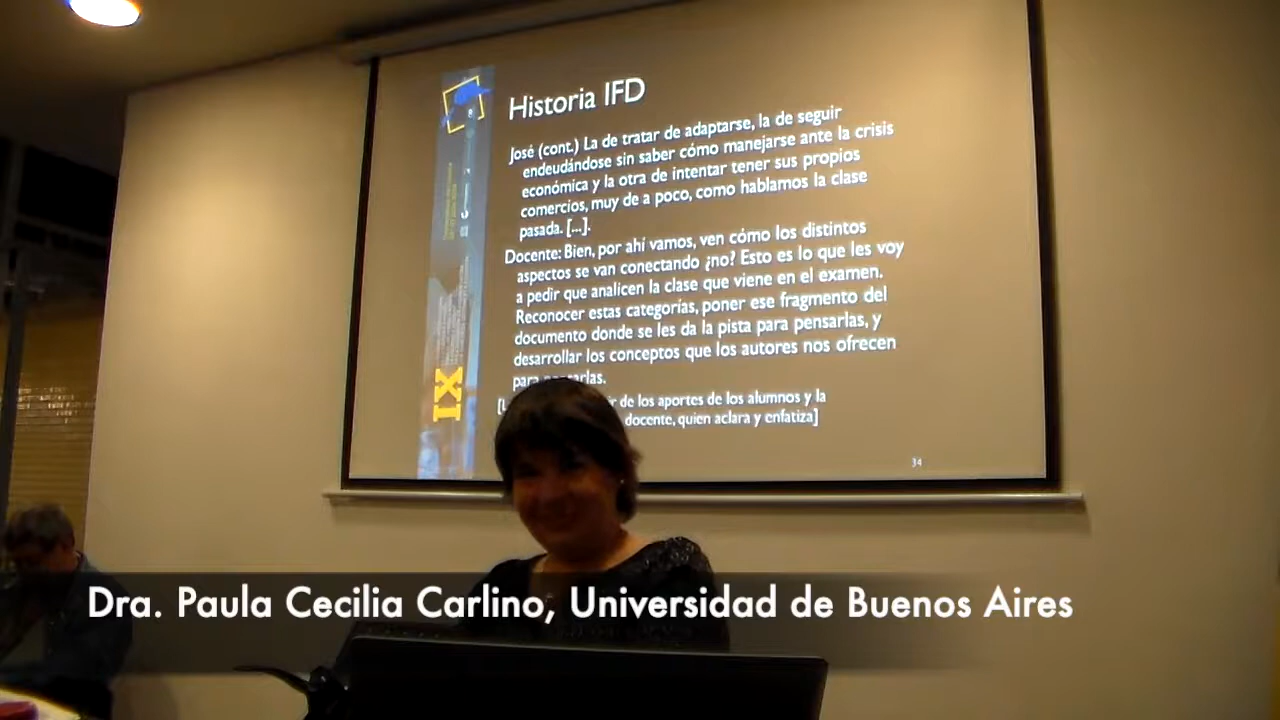 Historia IFD
José (cont.) La de tratar de adaptarse, la de seguir
endeudándose sin saber cómo manejarse ante la crisis
económica y la otra de intentar tener sus propios
comercios, muy de a poco, como hablamos la clase
pasada. [...].
Docente: Bien, por ahí vamos, ven cómo los distintos
aspectos se van conectando ¿no? Esto es lo que les voy
a pedir que analicen la clase que viene en el examen.
Reconocer estas categorías, poner ese fragmento del
documento donde se les da la pista para pensarlas, y
desarrollar los conceptos que los autores nos ofrecen
para
de los aportes de los alumnos y la
docente, quien aclara y enfatiza]
34
IX
Dra. Paula Cecilia Carlino, Universidad de Buenos Aires